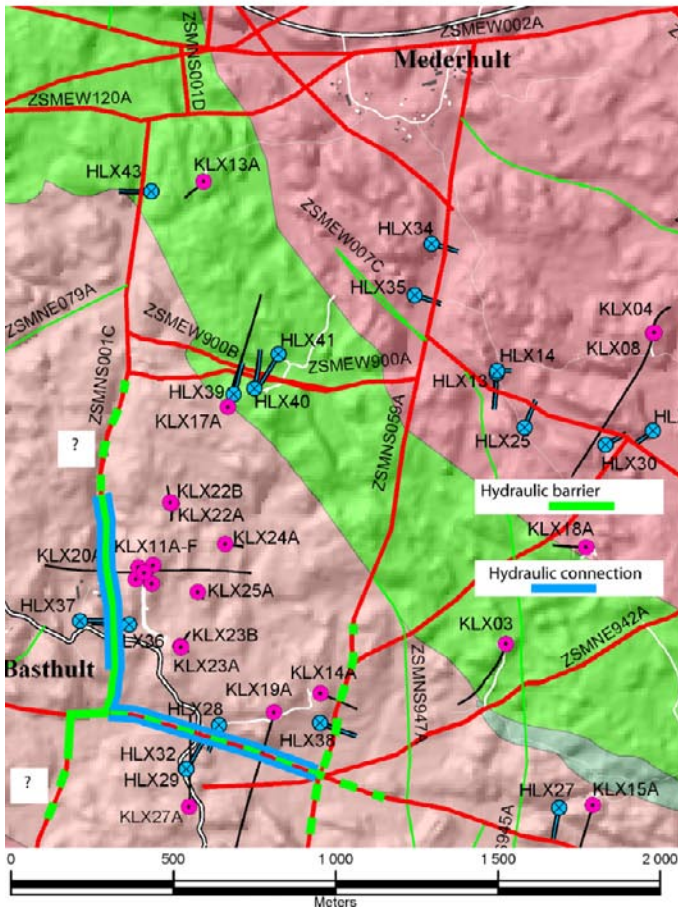 ZSMEW002A
Mederhult
ZSMNS001D
ZSMEW120A
HLX43
KLX13A
HLX34
ZSMEW007C
HLX35
ZSMNE079A
KLX04
KLX08
ZSMNS001C
ZSMEW900B
HLX41
ZSMEW900A
HLX14
HLX13
HLX39
HLX40
KLX17A
ZSMNS059A
HLX25
HLX30
?
Hydraulic barrier
KLX22B
KLX22A
KLX24A
KLX18A
KLX20A
KLX11A-F
Hydraulic connection
KLX25A
HLX37
KLX23B
KLX03
KLX23A
ZSMNE942A
Basthult
KLX14A
KLX19A
HLX28
ZSMNS947A
HLX38
HLX32
?
HLX29
HLX27
KLX15A
KLX27A
0 500 1 000 1 500 2 000
Meters